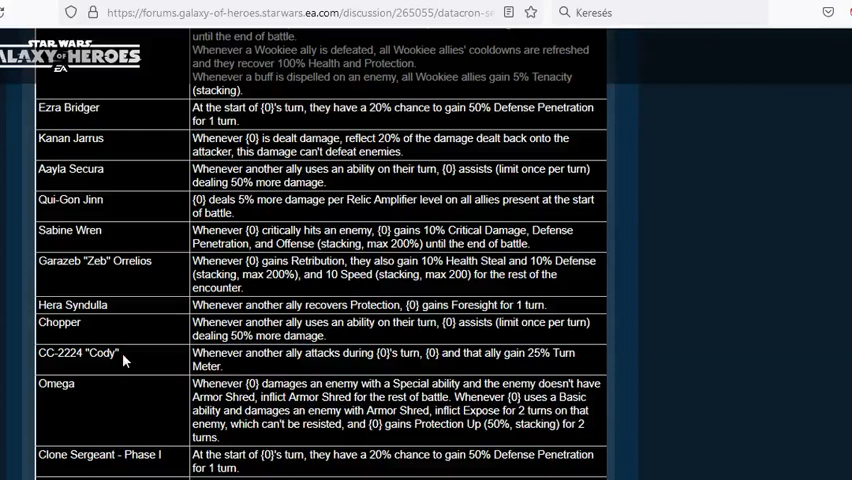 https://forums.galaxy-of-heroes.starwars.ea.com/discussion/265055/datacron-se
Keresés
STAR WARS
GALAXY OF HEROES
EA
until the end of battle.
Whenever a Wookiee ally is defeated, all Wookiee allies' cooldowns are refreshed
and they recover 100% Health and Protection.
Whenever a buff is dispelled on an enemy, all Wookiee allies gain 5% Tenacity
(stacking).
Ezra Bridger
At the start of {0}'s turn, they have a 20% chance to gain 50% Defense Penetration
for 1 turn.
Kanan Jarrus
Whenever {0} is dealt damage, reflect 20% of the damage dealt back onto the
attacker, this damage can't defeat enemies.
Aayla Secura
Whenever another ally uses an ability on their turn, {0} assists (limit once per turn)
dealing 50% more damage.
Qui-Gon Jinn
{0} deals 5% more damage per Relic Amplifier level on all allies present at the start
of battle.
Sabine Wren
Whenever {0} critically hits an enemy, {0} gains 10% Critical Damage, Defense
Penetration, and Offense (stacking, max 200%) until the end of battle.
Garazeb "Zeb" Orrelios
Whenever {0} gains Retribution, they also gain 10% Health Steal and 10% Defense
(stacking, max 200%), and 10 Speed (stacking, max 200) for the rest of the
encounter.
Hera Syndulla
Whenever another ally recovers Protection, {0} gains Foresight for 1 turn.
Chopper
Whenever another ally uses an ability on their turn, {0} assists (limit once per turn)
dealing 50% more damage.
CC-2224 "Cody"
Whenever another ally attacks during {0}'s turn, {0} and that ally gain 25% Turn
Meter.
Omega
Whenever {0} damages an enemy with a Special ability and the enemy doesn't have
Armor Shred, inflict Armor Shred for the rest of battle. Whenever {0} uses a Basic
ability and damages an enemy with Armor Shred, inflict Expose for 2 turns on that
enemy, which can't be resisted, and {0} gains Protection Up (50%, stacking) for 2
turns.
Clone Sergeant - Phase I
At the start of {0}'s turn, they have a 20% chance to gain 50% Defense Penetration
for 1 turn.